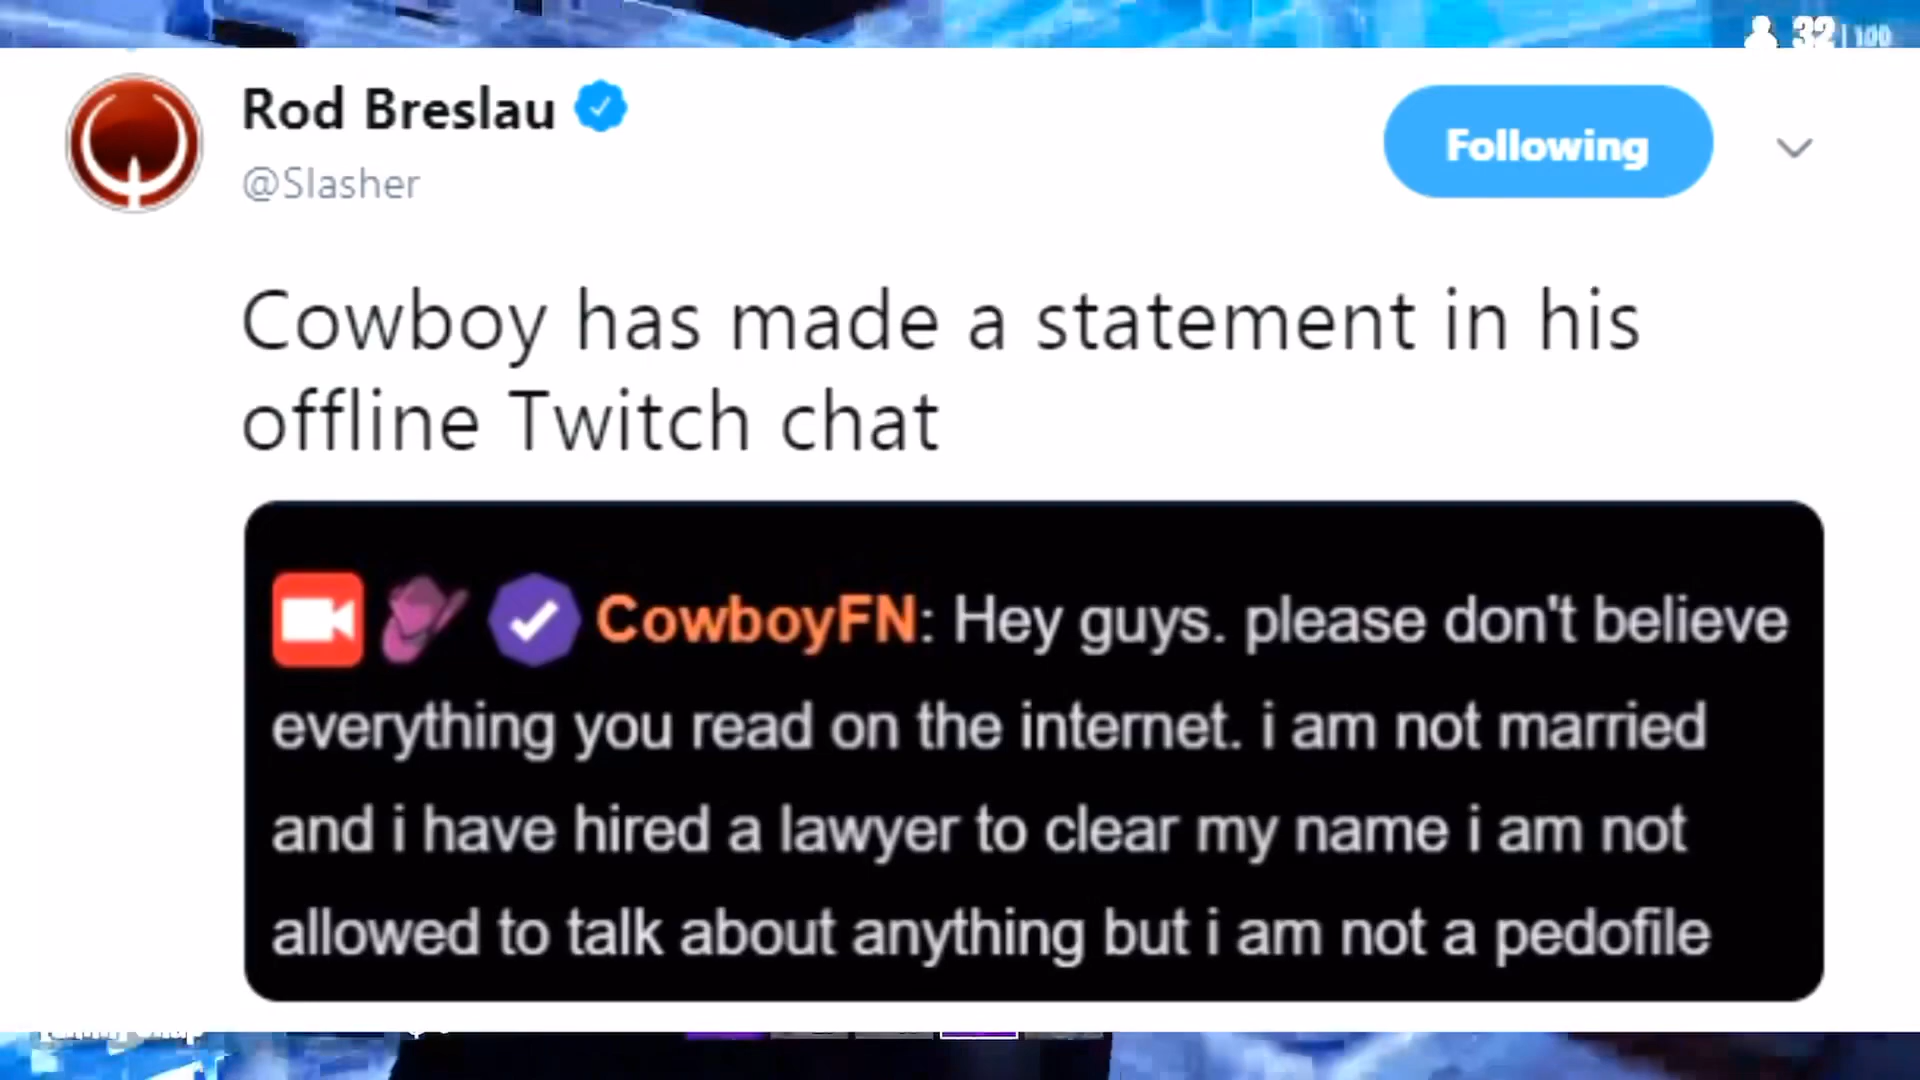 32 | 100
Rod Breslau
@Slasher
Following
Cowboy has made a statement in his
offline Twitch chat
CowboyFN: Hey guys. please don't believe
everything you read on the internet. i am not married
and i have hired a lawyer to clear my name i am not
allowed to talk about anything but i am not a pedofile